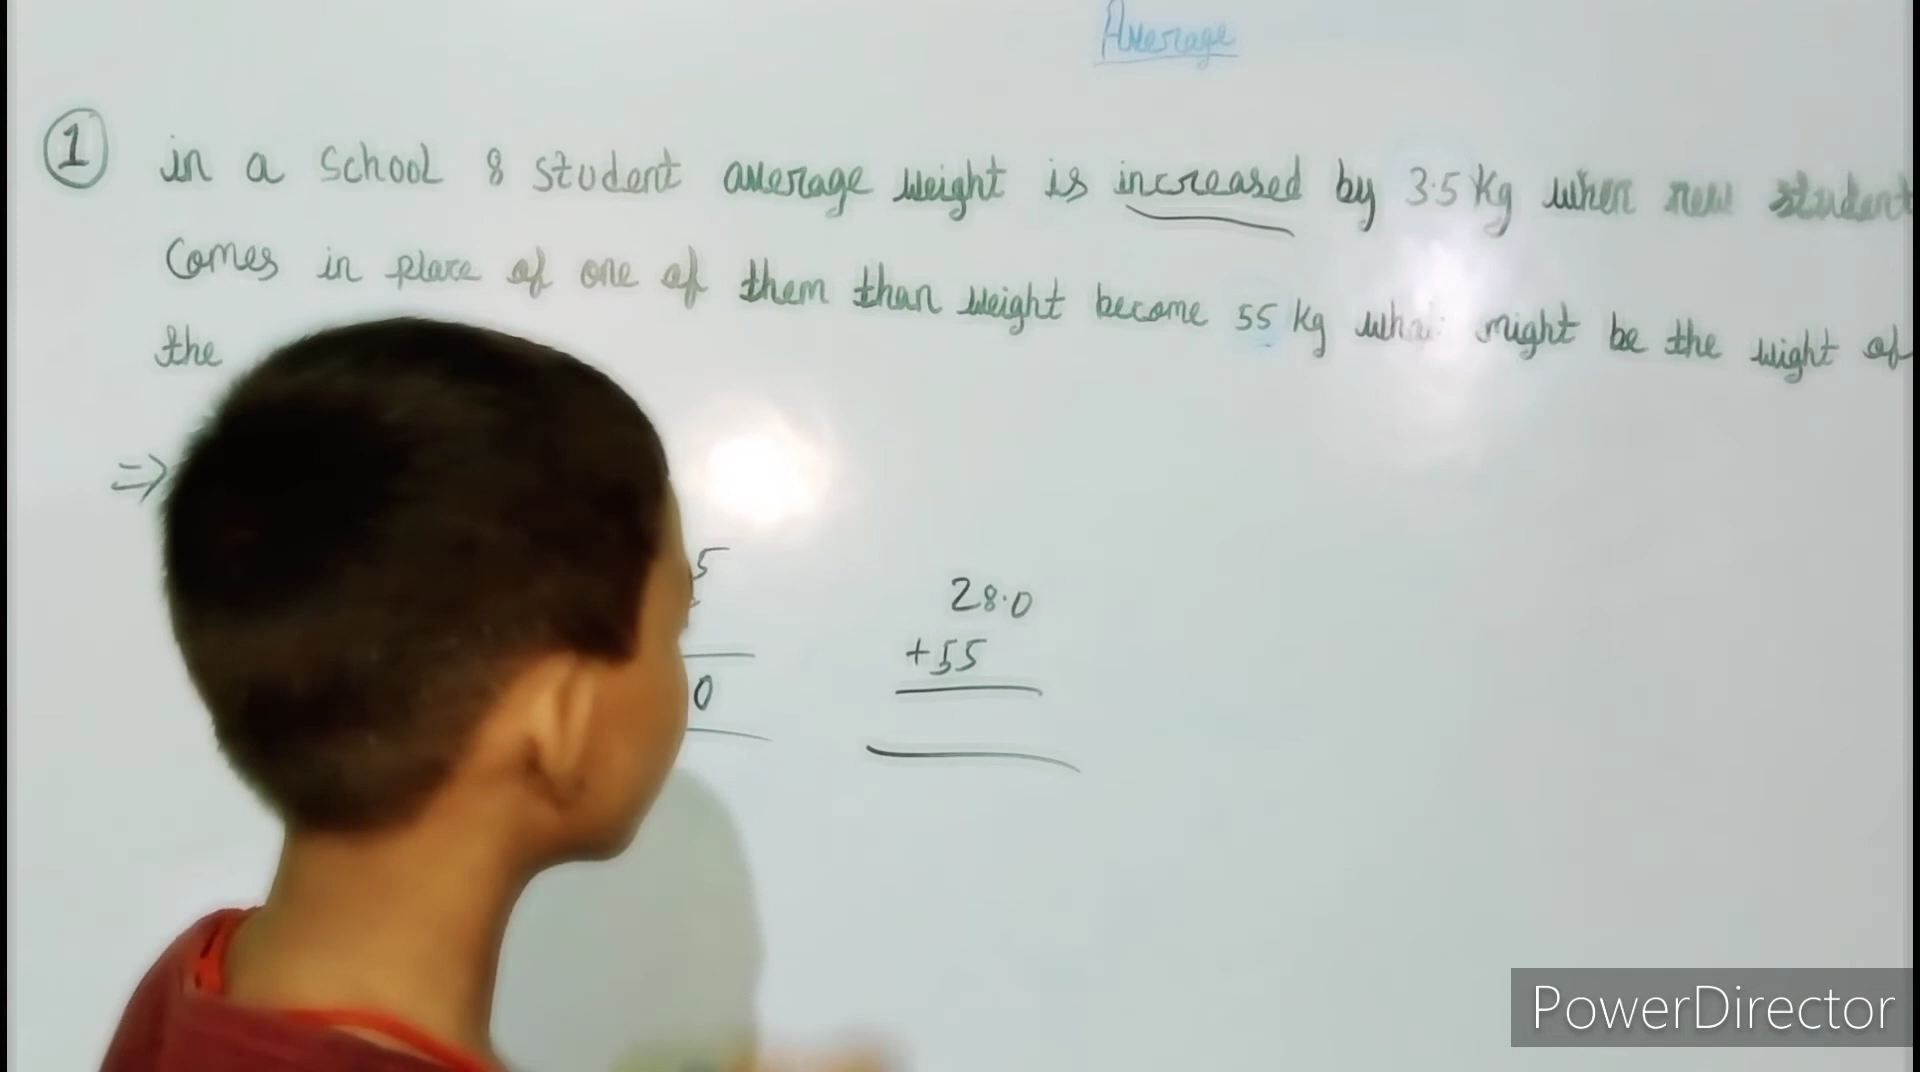 Average
1 in a school 8 student average weight is increased by 3.5 Kg when new student
Comes in place of one of them than weight become 55 kg might be the wight of
the
=>
5
0
28.0
+55
PowerDirector